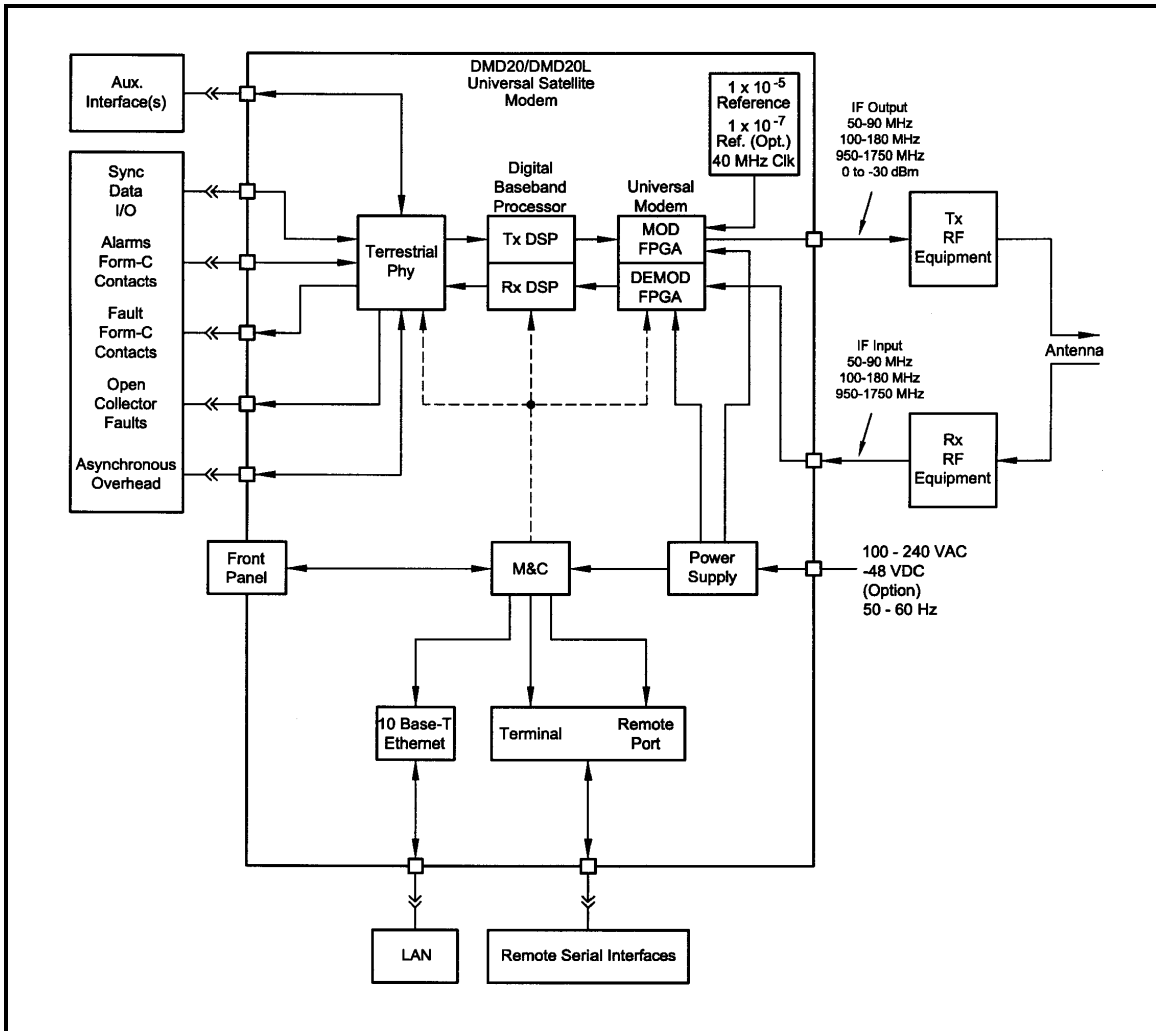 DMD20/DMD20L
Universal Satellite
Modem
Aux.
Interface(s)
Sync
Data
I/O
Alarms
Form-C
Contacts
Fault
Form-C
Contacts
Open
Collector
Faults
Asynchronous
Overhead
Terrestrial
Phy
Digital
Baseband
Processor
Tx DSP
Rx DSP
Universal
Modem
MOD
FPGA
DEMOD
FPGA
1 x 10 -5
Reference
1 x 10 -7
Ref. (Opt.)
40 MHz Clk
IF Output
50-90 MHz
100-180 MHz
950-1750 MHz
0 to -30 dBm
Tx
RF
Equipment
Antenna
IF Input
50-90 MHz
100-180 MHz
950-1750 MHz
Rx
RF
Equipment
Front
Panel
M&C
Power
Supply
100 - 240 VAC
-48 VDC
(Option)
50 - 60 Hz
10 Base-T
Ethernet
Terminal
Remote
Port
LAN
Remote Serial Interfaces